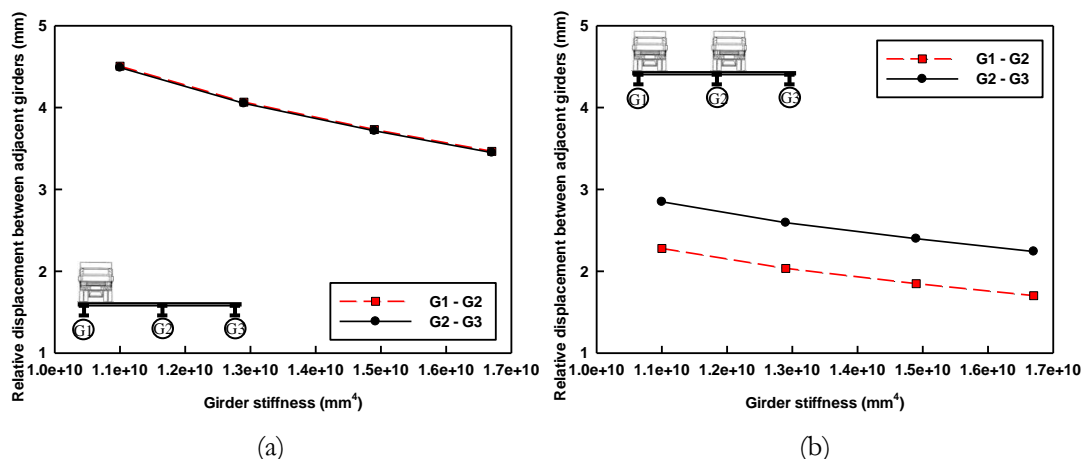 Relative displacement between adjacent girders (mm)
5
4
3
2
1
G1 - G2
G2 - G3
G1
G2
G3
1.0e+10 1.1e+10 1.2e+10 1.3e+10 1.4e+10 1.5e+10 1.6e+10 1.7e+10
Girder stiffness (mm⁴)
(a)
Relative displacement between adjacent girders (mm)
5
4
3
2
1
G1 - G2
G2 - G3
G1
G2
G3
1.0e+10 1.1e+10 1.2e+10 1.3e+10 1.4e+10 1.5e+10 1.6e+10 1.7e+10
Girder stiffness (mm⁴)
(b)